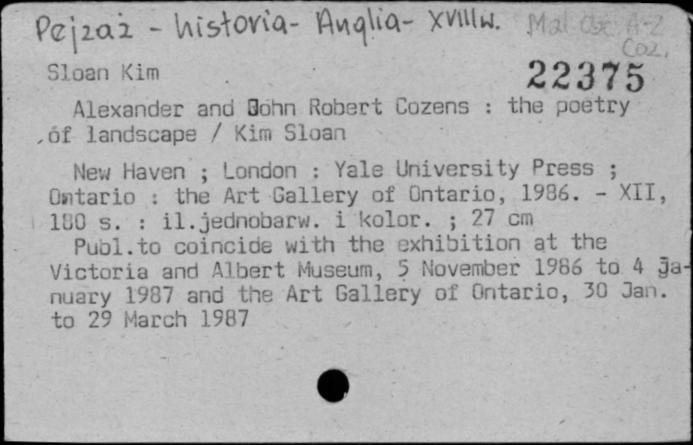 Pejzaż - historia - Anglia - XVIIIw. Mal obc A-Z
Coz.
Sloan Kim 22375
Alexander and John Robert Cozens : the poetry
of landscape / Kim Sloan
New Haven ; London : Yale University Press ;
Ontario : the Art Gallery of Ontario, 1986. - XII,
180 s. : il.jednobarw. i kolor. ; 27 cm
Publ.to coincide with the exhibition at the
Victoria and Albert Museum, 5 November 1986 to 4 Ja-
nuary 1987 and the Art Gallery of Ontario, 30 Jan.
to 29 March 1987